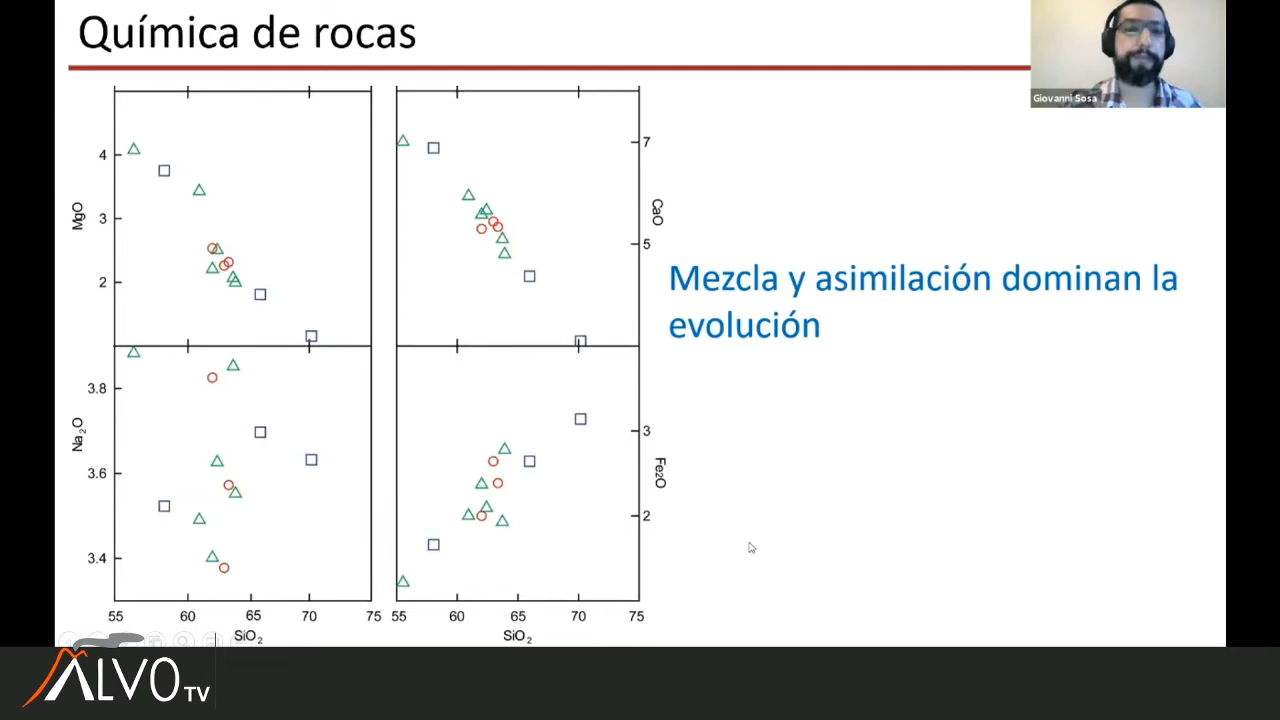 Química de rocas
Giovanni Sosa
4
3
2
MgO
7
5
CaO
Mezcla y asimilación dominan la
evolución
3.8
3.6
3.4
Na2O
3
2
Fe2O
55 60 65 70 75
SiO2
55 60 65 70 75
SiO2
ALVO TV